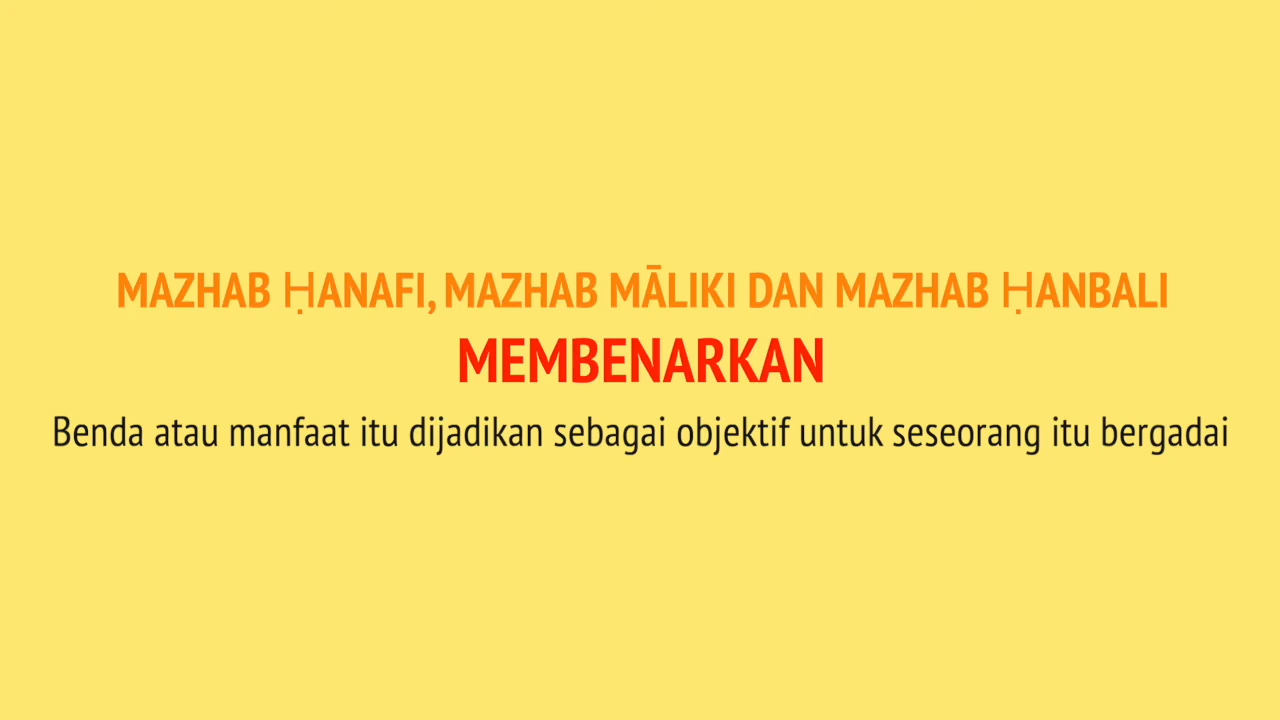 MAZHAB ḤANAFI, MAZHAB MĀLIKI DAN MAZHAB ḤANBALI
MEMBENARKAN
Benda atau manfaat itu dijadikan sebagai objektif untuk seseorang itu bergadai